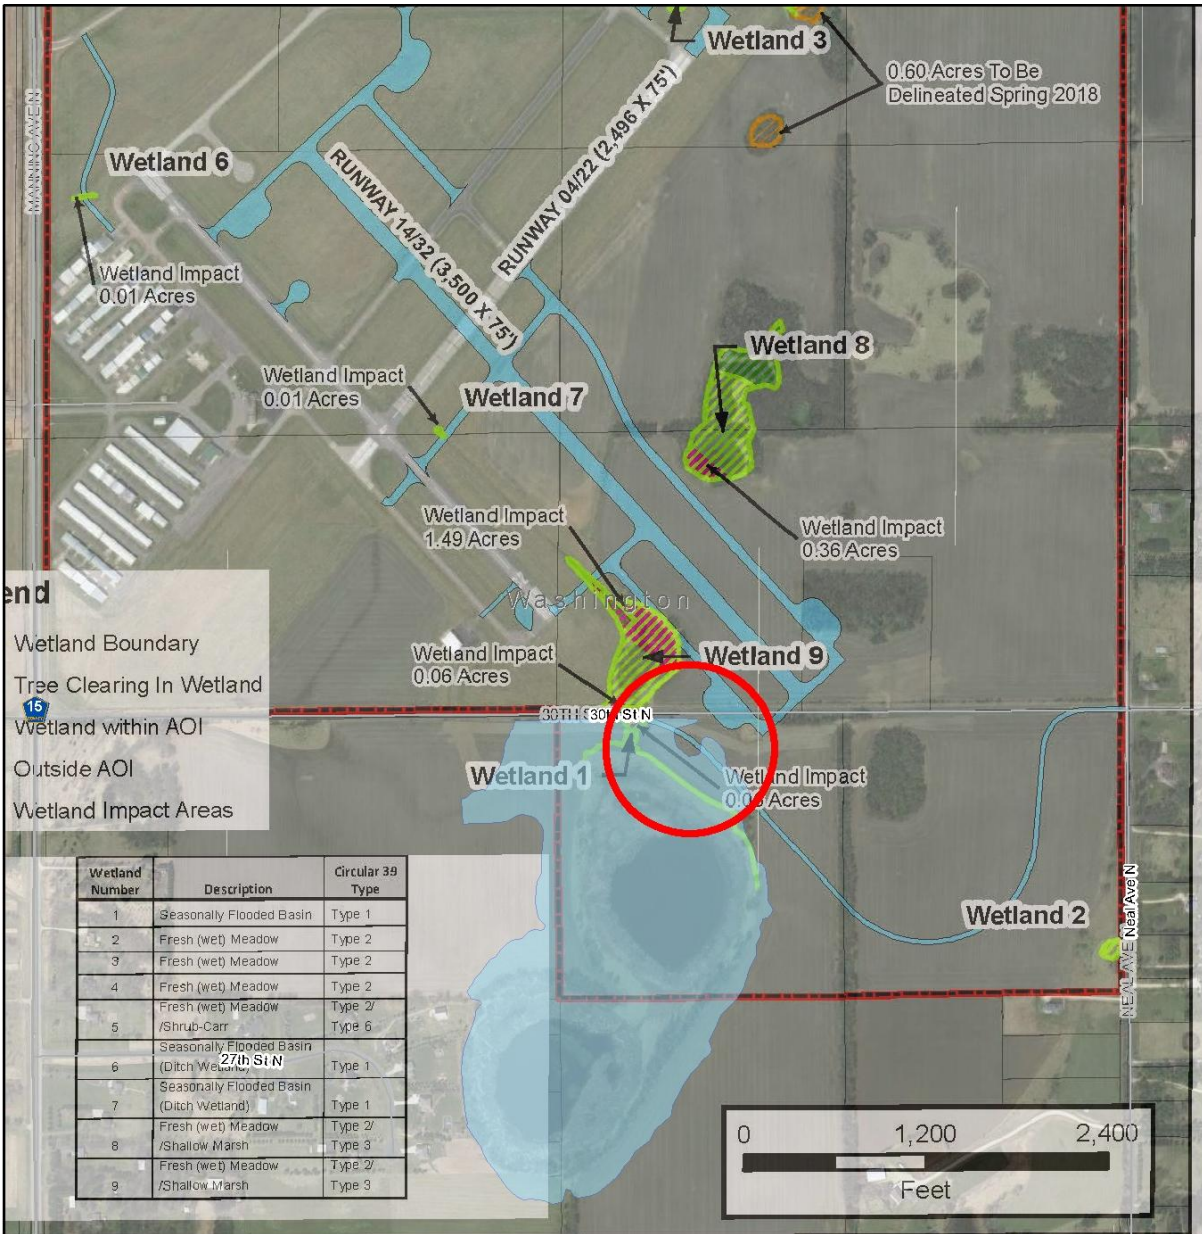 Wetland 3
0.60 Acres To Be
Delineated Spring 2018
MANNING AVE N
Wetland 6
RUNWAY 14/32 (3,500 X 75')
RUNWAY 04/22 (2,496 X 75')
Wetland Impact
0.01 Acres
Wetland 8
Wetland Impact
0.01 Acres
Wetland 7
Wetland Impact
1.49 Acres
Wetland Impact
0.36 Acres
Washington
Wetland Impact
0.06 Acres
Wetland 9
end
Wetland Boundary
Tree Clearing In Wetland
15
Wetland within AOI
Outside AOI
Wetland Impact Areas
30TH S
30th St N
Wetland 1
Wetland Impact
Acres
Wetland 2
NEAL AVE N
Neal Ave N
Wetland Number Description Circular 39 Type
1 Seasonally Flooded Basin Type 1
2 Fresh (wet) Meadow Type 2
3 Fresh (wet) Meadow Type 2
4 Fresh (wet) Meadow Type 2
5 Fresh (wet) Meadow /Shrub-Carr Type 2/ Type 6
6 Seasonally Flooded Basin (Ditch Wetland) Type 1
27th St N
7 Seasonally Flooded Basin (Ditch Wetland) Type 1
8 Fresh (wet) Meadow /Shallow Marsh Type 2/ Type 3
9 Fresh (wet) Meadow /Shallow Marsh Type 2/ Type 3
0 1,200 2,400
Feet